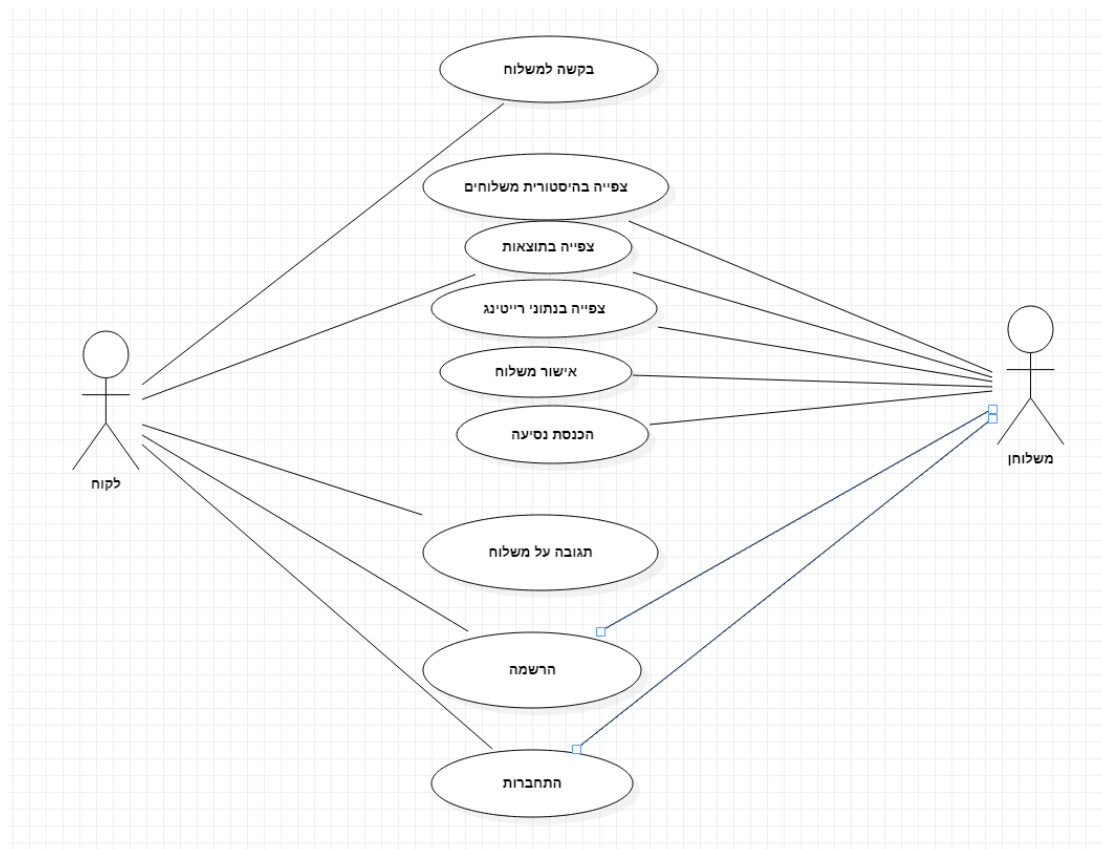 בקשה למשלוח
צפייה בהיסטורית משלוחים
צפייה בתוצאות
צפייה בנתוני רייטינג
אישור משלוח
הכנסת נסיעה
משלוחן
לקוח
תגובה על משלוח
הרשמה
התחברות